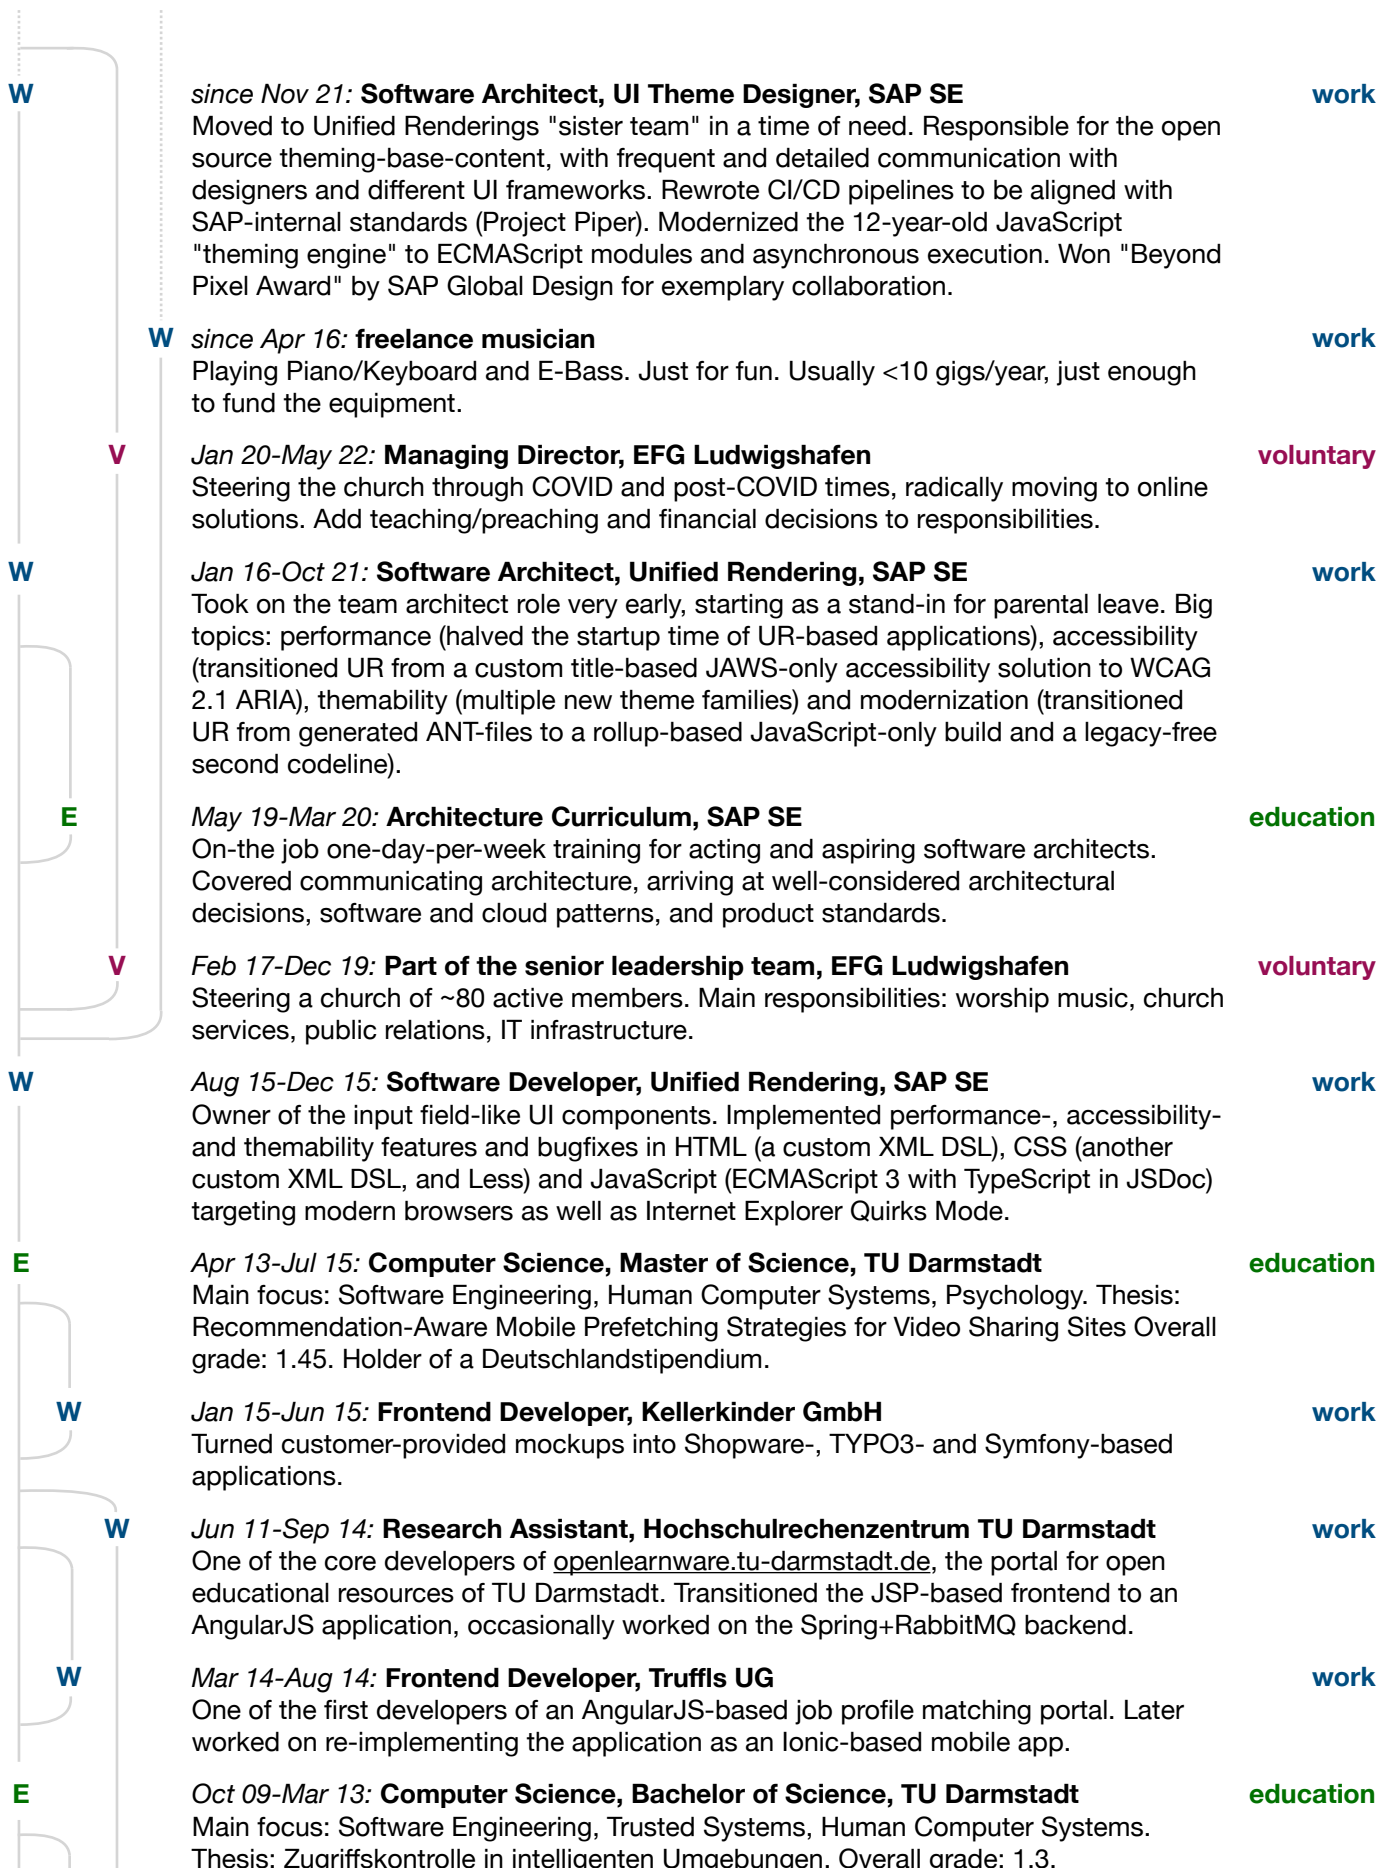 W since Nov 21: Software Architect, UI Theme Designer, SAP SE work
Moved to Unified Renderings "sister team" in a time of need. Responsible for the open
source theming-base-content, with frequent and detailed communication with
designers and different UI frameworks. Rewrote CI/CD pipelines to be aligned with
SAP-internal standards (Project Piper). Modernized the 12-year-old JavaScript
"theming engine" to ECMAScript modules and asynchronous execution. Won "Beyond
Pixel Award" by SAP Global Design for exemplary collaboration.
W since Apr 16: freelance musician work
Playing Piano/Keyboard and E-Bass. Just for fun. Usually <10 gigs/year, just enough
to fund the equipment.
V Jan 20-May 22: Managing Director, EFG Ludwigshafen voluntary
Steering the church through COVID and post-COVID times, radically moving to online
solutions. Add teaching/preaching and financial decisions to responsibilities.
W Jan 16-Oct 21: Software Architect, Unified Rendering, SAP SE work
Took on the team architect role very early, starting as a stand-in for parental leave. Big
topics: performance (halved the startup time of UR-based applications), accessibility
(transitioned UR from a custom title-based JAWS-only accessibility solution to WCAG
2.1 ARIA), themability (multiple new theme families) and modernization (transitioned
UR from generated ANT-files to a rollup-based JavaScript-only build and a legacy-free
second codeline).
E May 19-Mar 20: Architecture Curriculum, SAP SE education
On-the job one-day-per-week training for acting and aspiring software architects.
Covered communicating architecture, arriving at well-considered architectural
decisions, software and cloud patterns, and product standards.
V Feb 17-Dec 19: Part of the senior leadership team, EFG Ludwigshafen voluntary
Steering a church of ~80 active members. Main responsibilities: worship music, church
services, public relations, IT infrastructure.
W Aug 15-Dec 15: Software Developer, Unified Rendering, SAP SE work
Owner of the input field-like UI components. Implemented performance-, accessibility-
and themability features and bugfixes in HTML (a custom XML DSL), CSS (another
custom XML DSL, and Less) and JavaScript (ECMAScript 3 with TypeScript in JSDoc)
targeting modern browsers as well as Internet Explorer Quirks Mode.
E Apr 13-Jul 15: Computer Science, Master of Science, TU Darmstadt education
Main focus: Software Engineering, Human Computer Systems, Psychology. Thesis:
Recommendation-Aware Mobile Prefetching Strategies for Video Sharing Sites Overall
grade: 1.45. Holder of a Deutschlandstipendium.
W Jan 15-Jun 15: Frontend Developer, Kellerkinder GmbH work
Turned customer-provided mockups into Shopware-, TYPO3- and Symfony-based
applications.
W Jun 11-Sep 14: Research Assistant, Hochschulrechenzentrum TU Darmstadt work
One of the core developers of openlearnware.tu-darmstadt.de, the portal for open
educational resources of TU Darmstadt. Transitioned the JSP-based frontend to an
AngularJS application, occasionally worked on the Spring+RabbitMQ backend.
W Mar 14-Aug 14: Frontend Developer, Truffls UG work
One of the first developers of an AngularJS-based job profile matching portal. Later
worked on re-implementing the application as an Ionic-based mobile app.
E Oct 09-Mar 13: Computer Science, Bachelor of Science, TU Darmstadt education
Main focus: Software Engineering, Trusted Systems, Human Computer Systems.
Thesis: Zugriffskontrolle in intelligenten Umgebungen. Overall grade: 1.3.